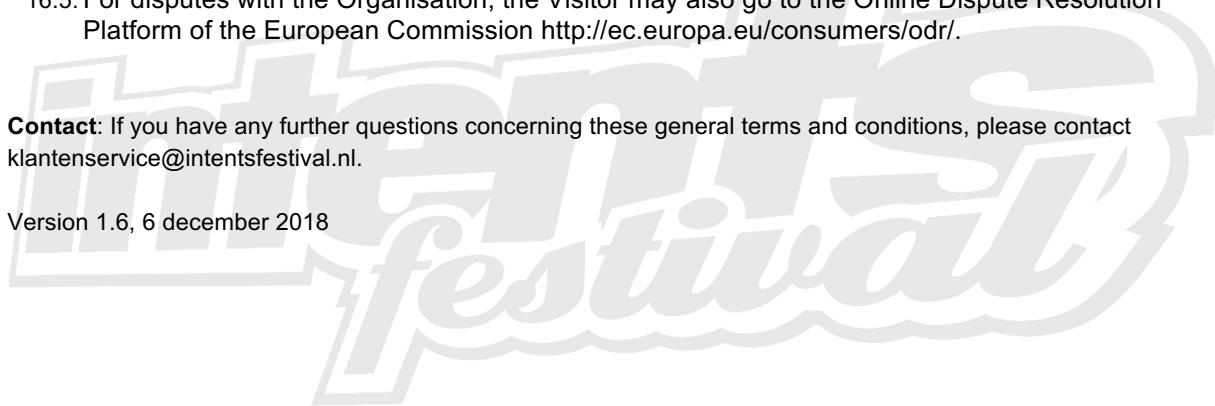 16.5. For disputes with the Organisation, the Visitor may also go to the Online Dispute Resolution
Platform of the European Commission http://ec.europa.eu/consumers/odr/.
Contact: If you have any further questions concerning these general terms and conditions, please contact
klantenservice@intentsfestival.nl.
Version 1.6, 6 december 2018
intents
festival